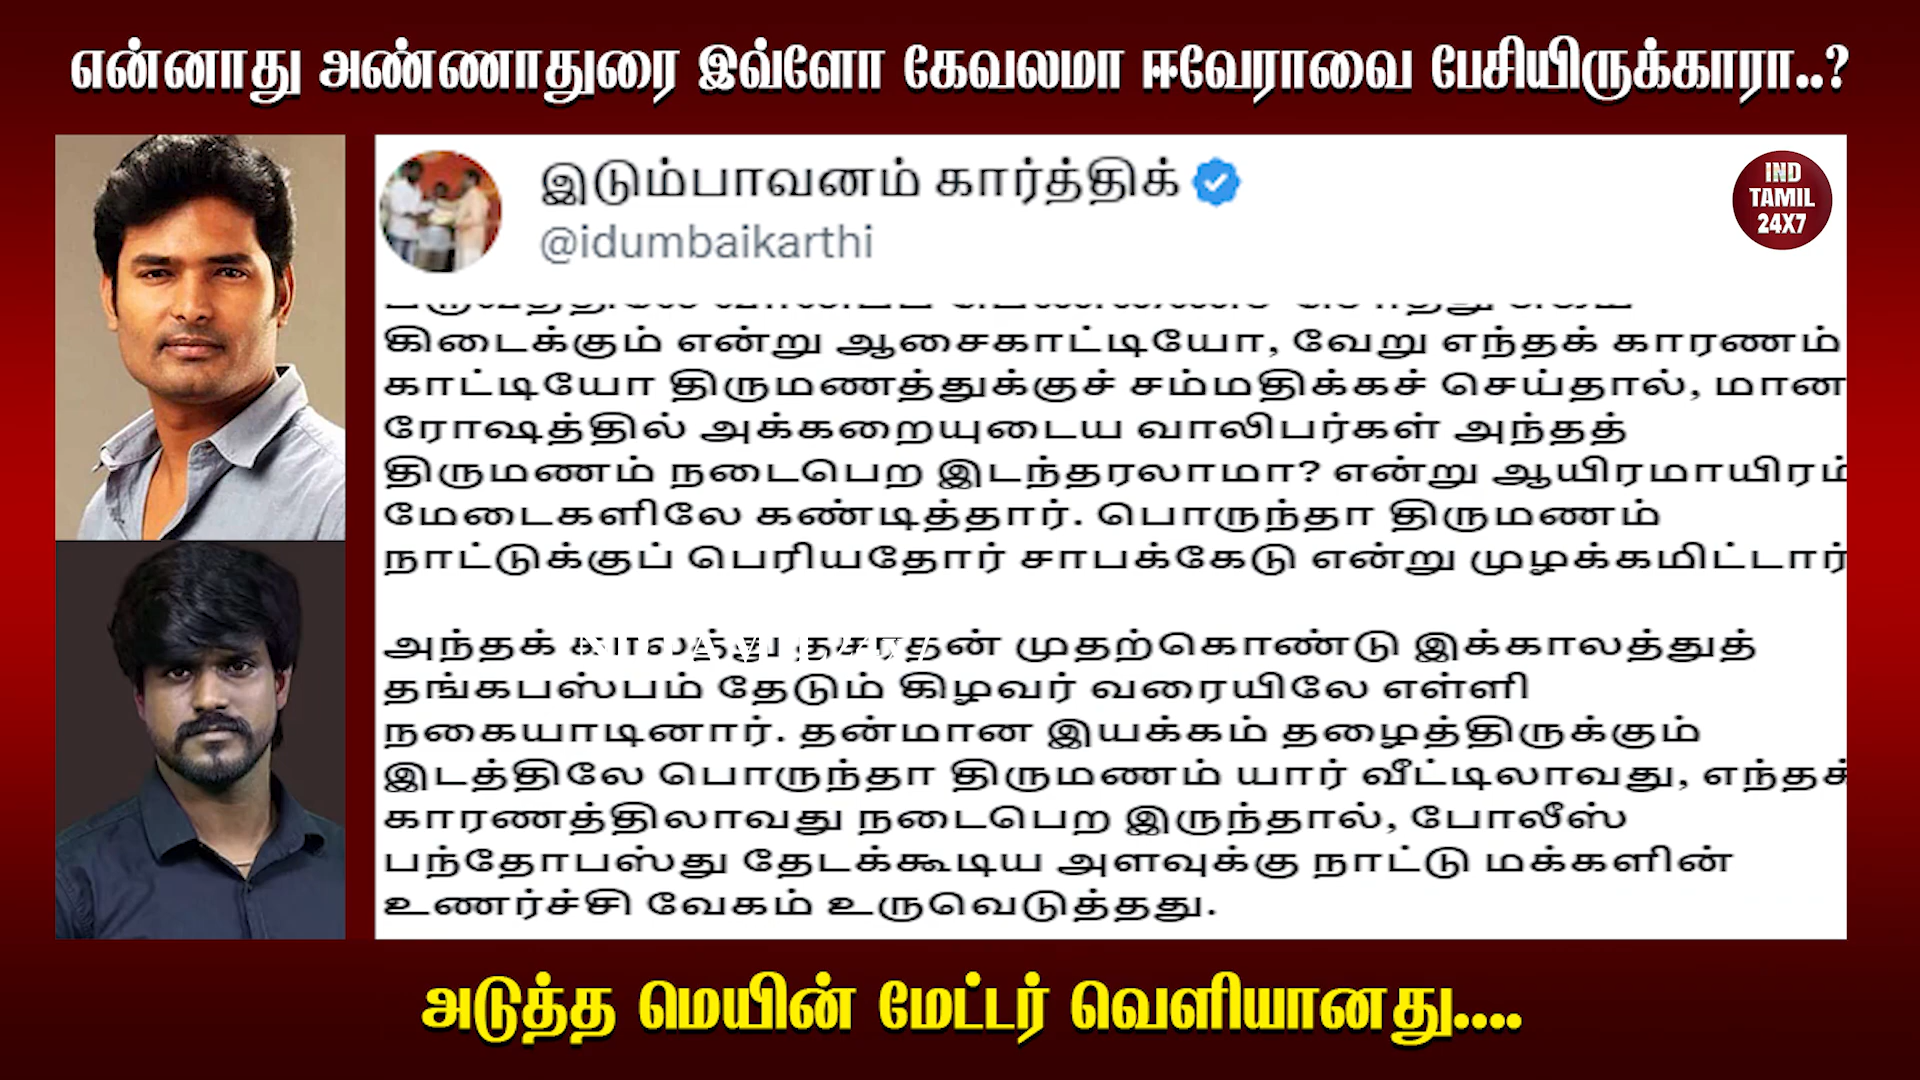 என்னாது அண்ணாதுரை இவ்ளோ கேவலமா ஈவேராவை பேசியிருக்காரா..?
இடும்பாவனம் கார்த்திக்
@idumbaikarthi
IND
TAMIL
24X7
கிடைக்கும் என்று ஆசைகாட்டியோ, வேறு எந்தக் காரணம்
காட்டியோ திருமணத்துக்குச் சம்மதிக்கச் செய்தால், மான
ரோஷத்தில் அக்கறையுடைய வாலிபர்கள் அந்தத்
திருமணம் நடைபெற இடந்தரலாமா? என்று ஆயிரமாயிரம்
மேடைகளிலே கண்டித்தார். பொருந்தா திருமணம்
நாட்டுக்குப் பெரியதோர் சாபக்கேடு என்று முழக்கமிட்டார்
அந்தக் காலத்து முதற்கொண்டு இக்காலத்துத்
தங்கபஸ்பம் தேடும் கிழவர் வரையிலே எள்ளி
நகையாடினார். தன்மான இயக்கம் தழைத்திருக்கும்
இடத்திலே பொருந்தா திருமணம் யார் வீட்டிலாவது, எந்தக்
காரணத்திலாவது நடைபெற இருந்தால், போலீஸ்
பந்தோபஸ்து தேடக்கூடிய அளவுக்கு நாட்டு மக்களின்
உணர்ச்சி வேகம் உருவெடுத்தது.
அடுத்த மெயின் மேட்டர் வெளியானது....